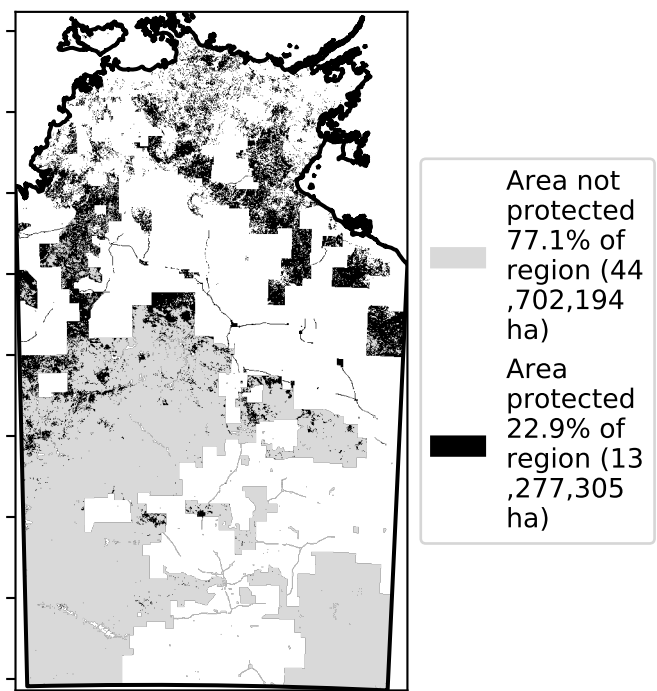 Area not
protected
77.1% of
region (44
,702,194
ha)
Area
protected
22.9% of
region (13
,277,305
ha)